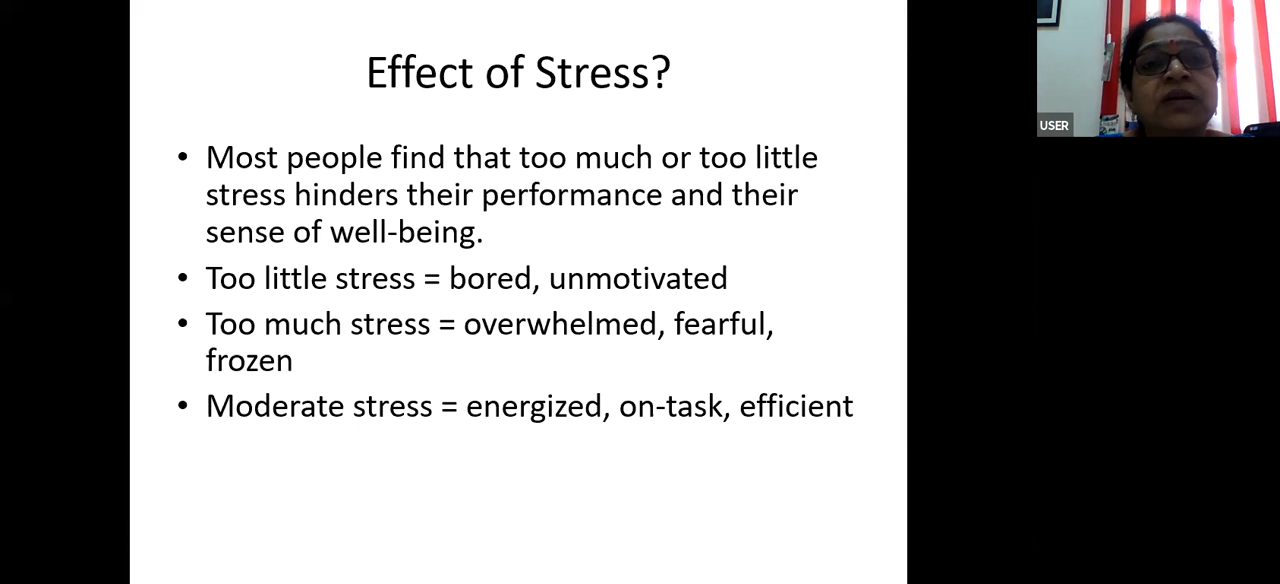 Effect of Stress?
• Most people find that too much or too little
stress hinders their performance and their
sense of well-being.
• Too little stress = bored, unmotivated
• Too much stress = overwhelmed, fearful,
frozen
• Moderate stress = energized, on-task, efficient
USER